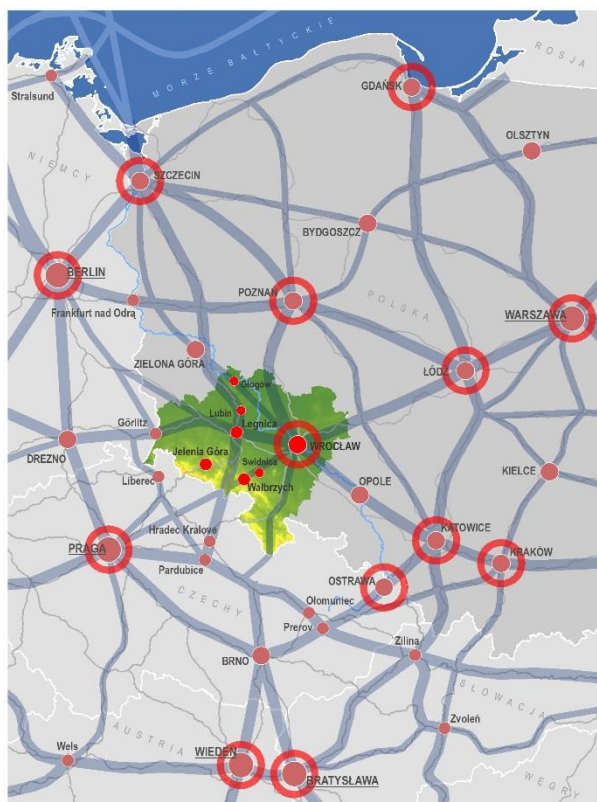 MORZE BAŁTYCKIE
ROSJA
Stralsund
GDAŃSK
OLSZTYN
NIEMCY
SZCZECIN
BYDGOSZCZ
BERLIN
POZNAŃ
POLSKA
Frankfurt nad Odrą
WARSZAWA
ZIELONA GÓRA
ŁÓDŹ
Głogów
Lubin
Legnica
Görlitz
DREZNO
WROCŁAW
Jelenia Góra
Świdnica
KIELCE
Liberec
Wałbrzych
OPOLE
Hradec Kralove
KATOWICE
PRAGA
KRAKÓW
Pardubice
OSTRAWA
CZECHY
Ołomuniec
Prerov
BRNO
Zilina
SŁOWACJA
AUSTRIA
Zvoleń
Wels
WIEDEŃ
BRATYSŁAWA
WĘGRY